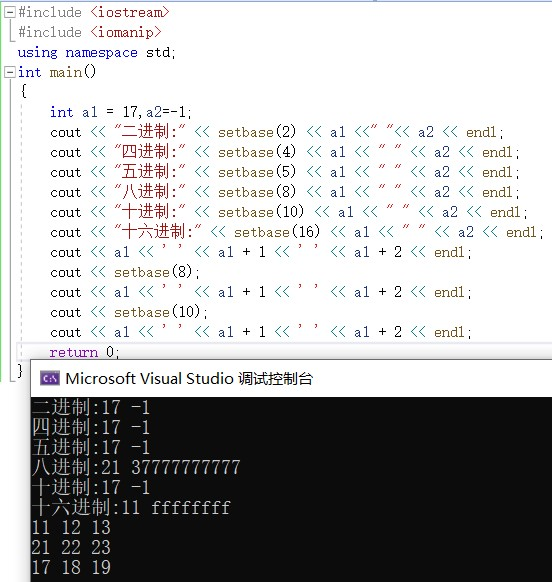 #include <iostream>
#include <iomanip>
using namespace std;
int main()
{
int a1 = 17,a2=-1;
cout << "二进制:" << setbase(2) << a1 <<" "<< a2 << endl;
cout << "四进制:" << setbase(4) << a1 << " " << a2 << endl;
cout << "五进制:" << setbase(5) << a1 << " " << a2 << endl;
cout << "八进制:" << setbase(8) << a1 << " " << a2 << endl;
cout << "十进制:" << setbase(10) << a1 << " " << a2 << endl;
cout << "十六进制:" << setbase(16) << a1 << " " << a2 << endl;
cout << a1 << ' ' << a1 + 1 << ' ' << a1 + 2 << endl;
cout << setbase(8);
cout << a1 << ' ' << a1 + 1 << ' ' << a1 + 2 << endl;
cout << setbase(10);
cout << a1 << ' ' << a1 + 1 << ' ' << a1 + 2 << endl;
return 0;
}
Microsoft Visual Studio 调试控制台
二进制:17 -1
四进制:17 -1
五进制:17 -1
八进制:21 37777777777
十进制:17 -1
十六进制:11 ffffffff
11 12 13
21 22 23
17 18 19